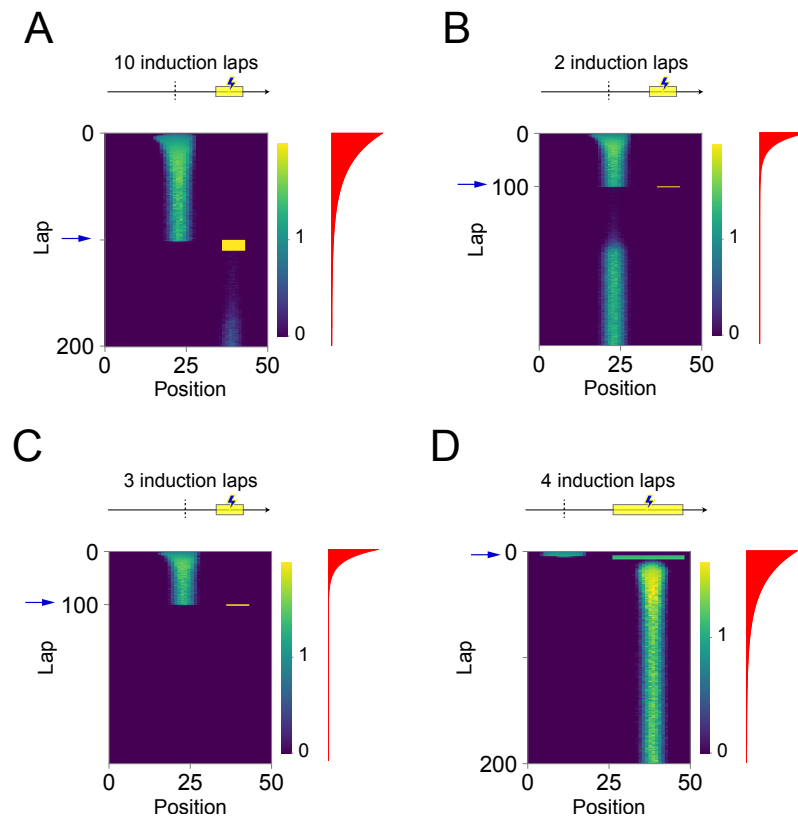 A
10 induction laps
0
1
0
200
Lap
0
25
50
Position
B
2 induction laps
0
100
1
0
Lap
0
25
50
Position
C
3 induction laps
0
100
1
0
Lap
0
25
50
Position
D
4 induction laps
0
1
0
200
Lap
0
25
50
Position